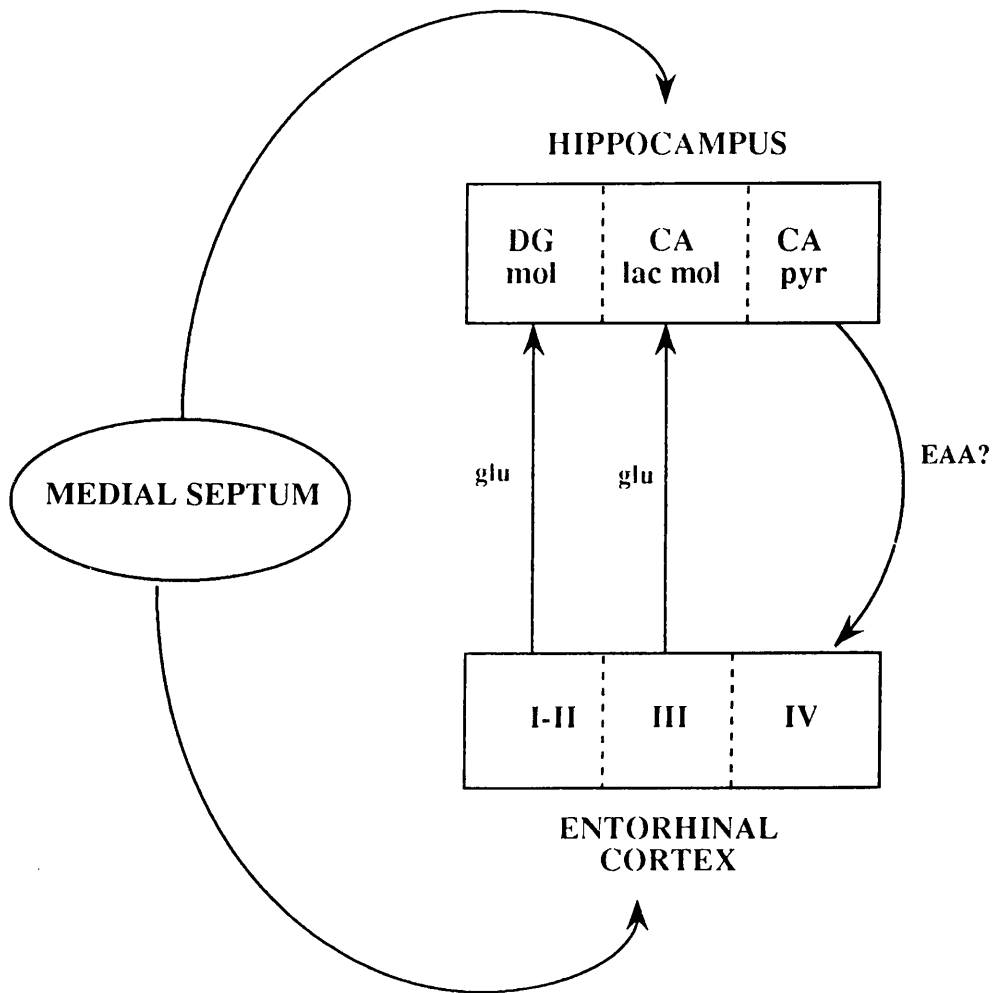 HIPPOCAMPUS
DG
mol
CA
lac mol
CA
pyr
MEDIAL SEPTUM
glu
glu
EAA?
I-II
III
IV
ENTORHINAL
CORTEX